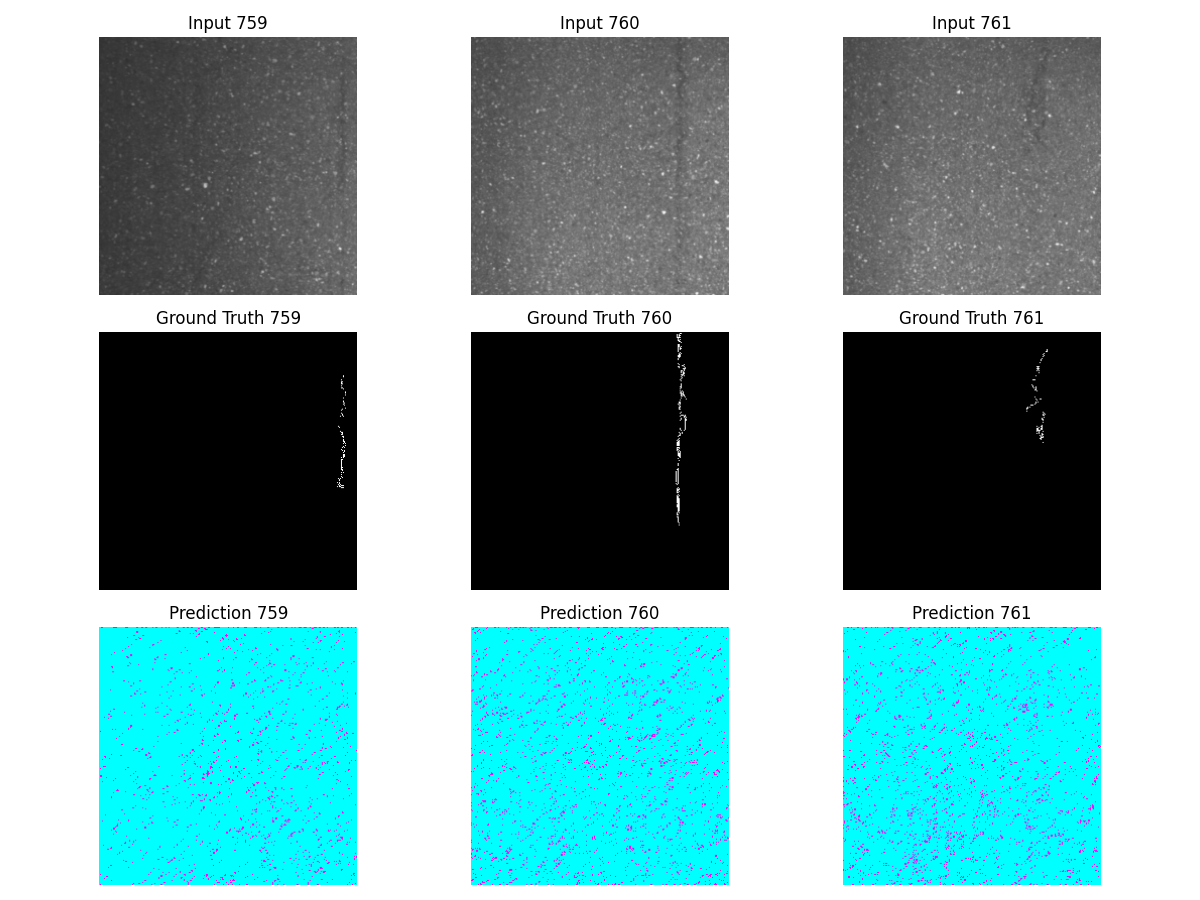 Input 759
Input 760
Input 761
Ground Truth 759
Ground Truth 760
Ground Truth 761
Prediction 759
Prediction 760
Prediction 761